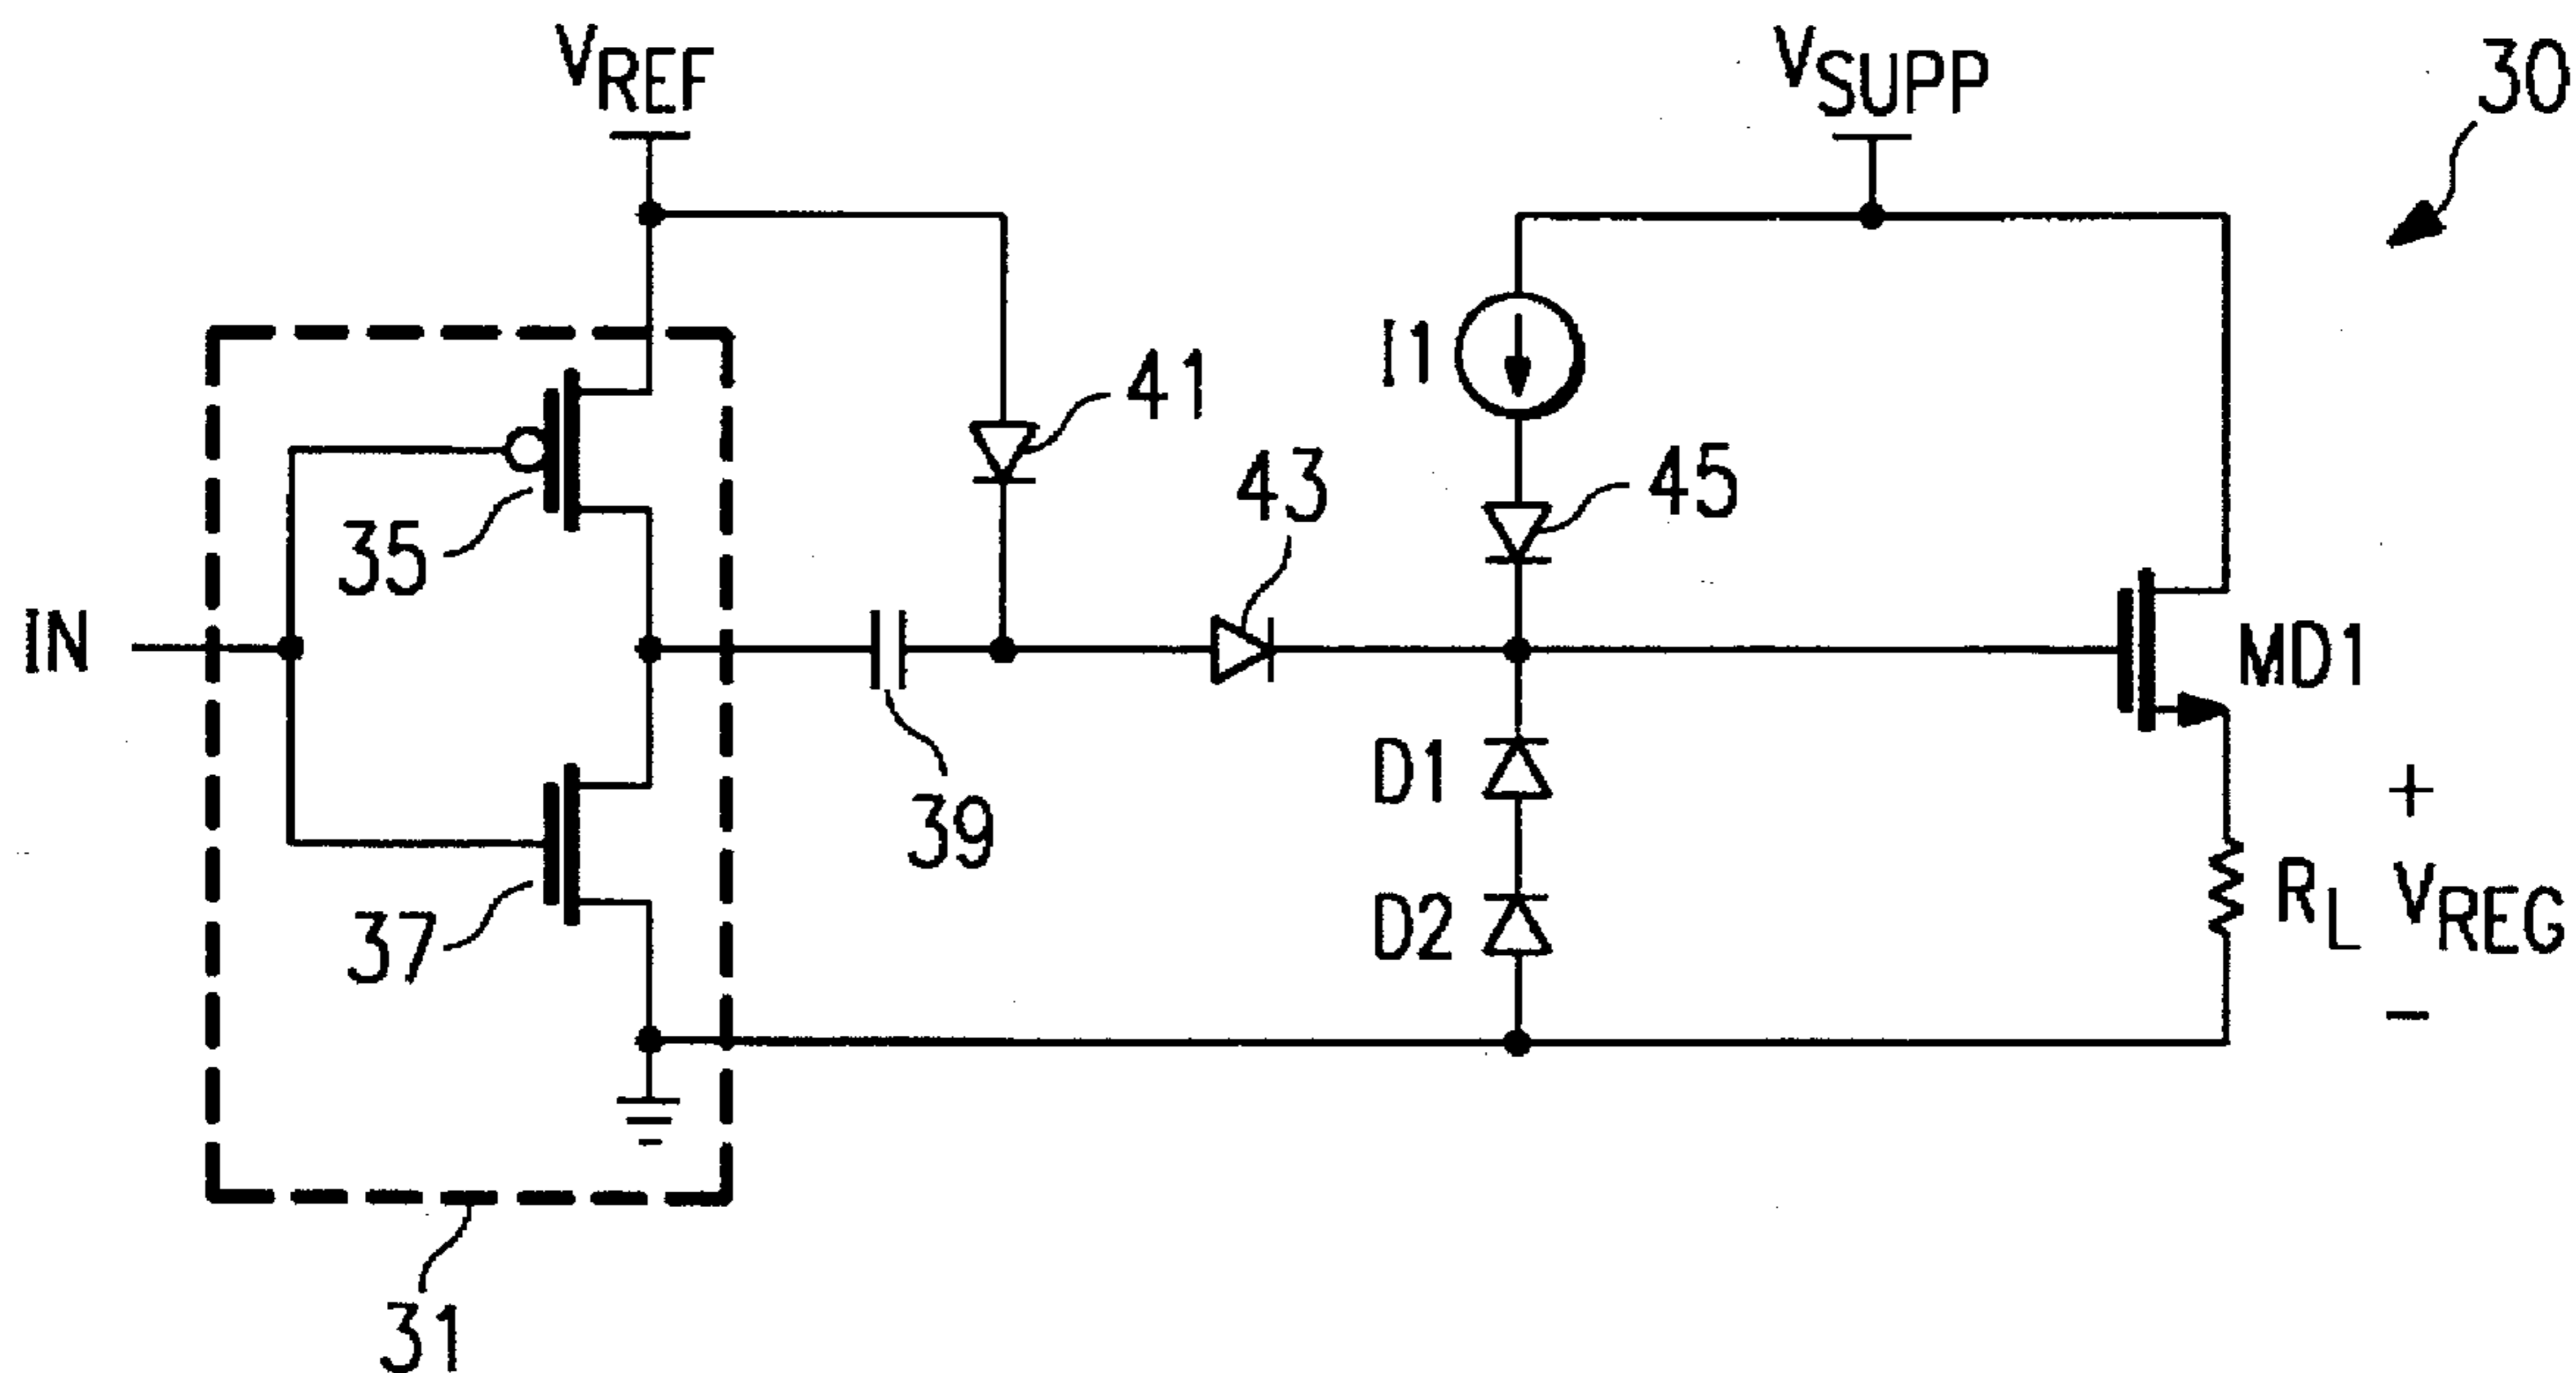 VREF
VSUPP
30
I1
41
45
43
35
IN
MD1
D1
39
RL
VREG
+
-
37
D2
31